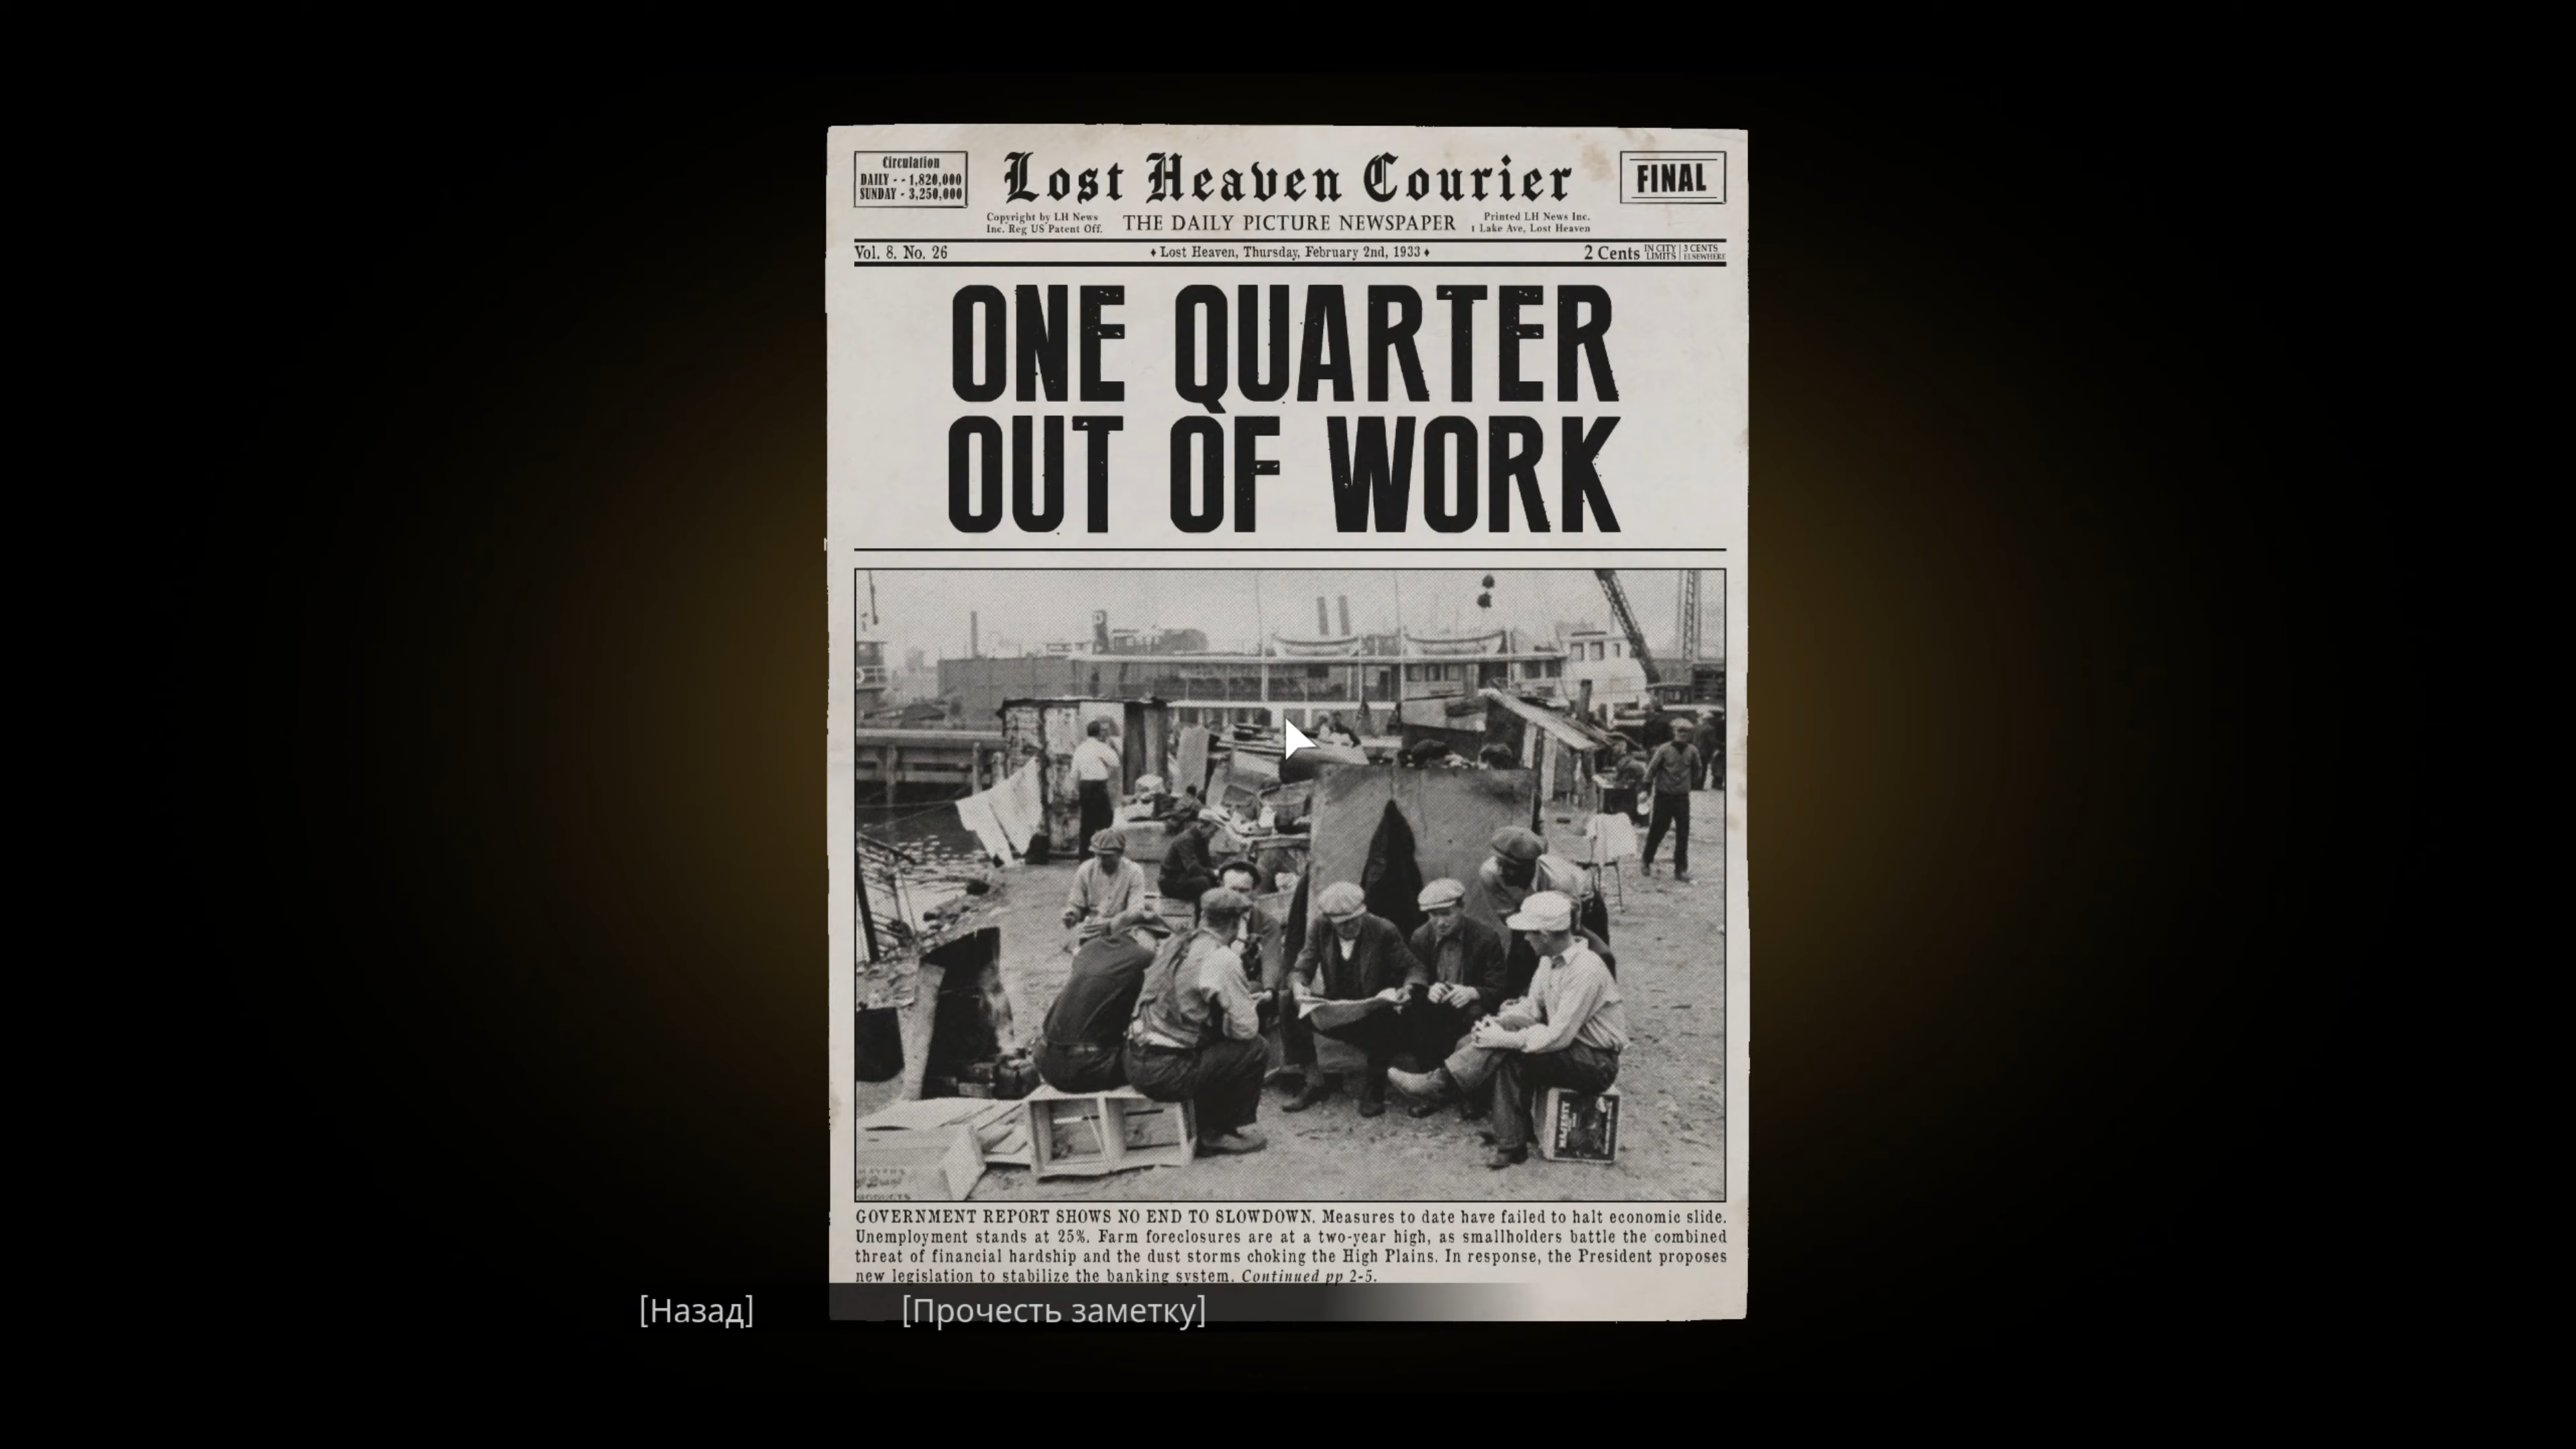 Circulation
DAILY - - 1,820,000
SUNDAY - 3,250,000
Lost Heaven Courier
FINAL
Copyright by LH News
Inc. Reg US Patent Off.
THE DAILY PICTURE NEWSPAPER
Printed LH News Inc.
1 Lake Ave, Lost Heaven
Vol. 8. No. 26
♦ Lost Heaven, Thursday, February 2nd, 1933 ♦
2 Cents IN CITY LIMITS 3 CENTS ELSEWHERE
ONE QUARTER
OUT OF WORK
MAJESTY
GOVERNMENT REPORT SHOWS NO END TO SLOWDOWN. Measures to date have failed to halt economic slide.
Unemployment stands at 25%. Farm foreclosures are at a two-year high, as smallholders battle the combined
threat of financial hardship and the dust storms choking the High Plains. In response, the President proposes
new legislation to stabilize the banking system. Continued pp 2-5.
[Назад] [Прочесть заметку]